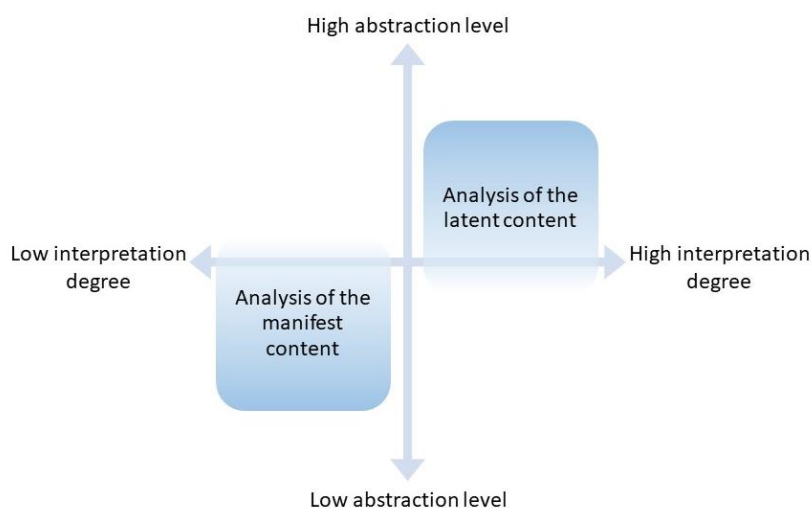 High abstraction level
Analysis of the
latent content
Low interpretation
degree
High interpretation
degree
Analysis of the
manifest
content
Low abstraction level